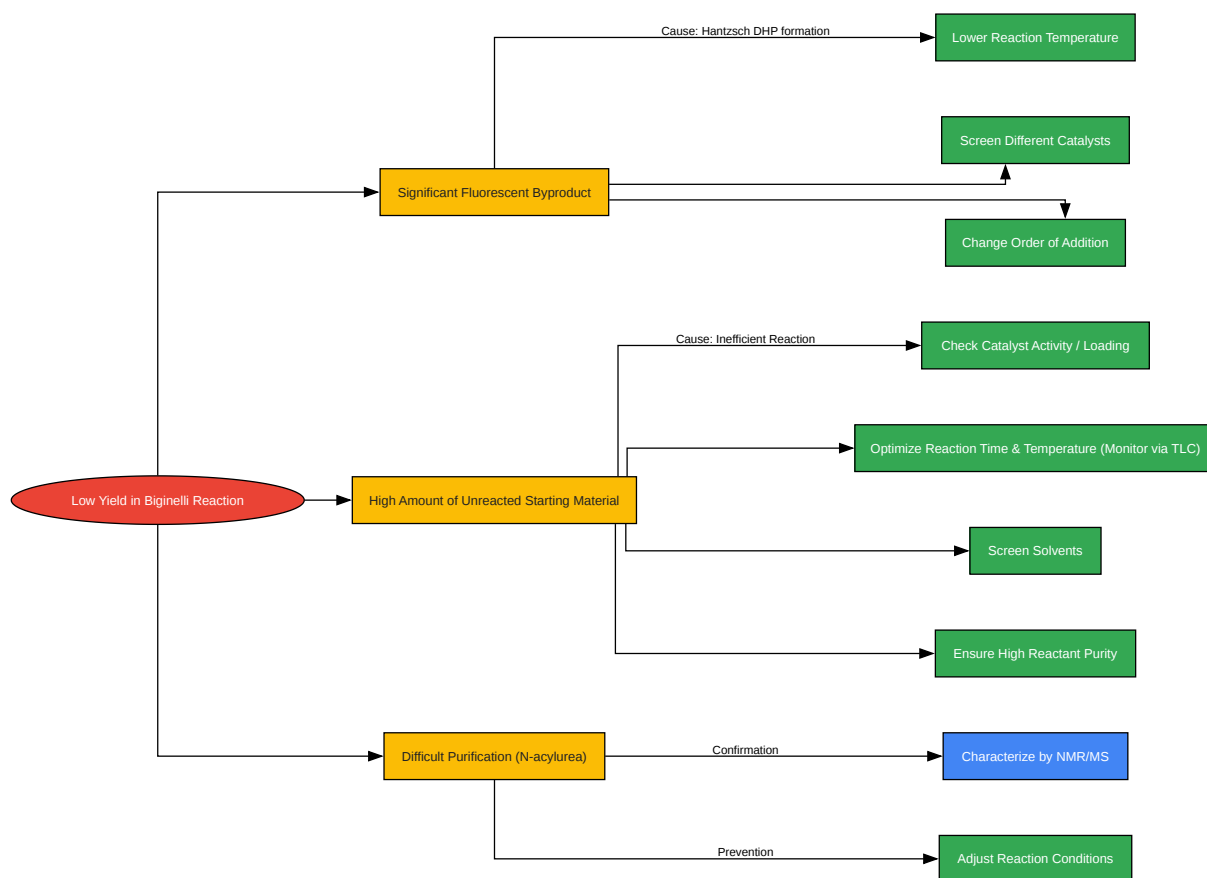 Cause: Hantzsch DHP formation
Lower Reaction Temperature
Screen Different Catalysts
Significant Fluorescent Byproduct
Change Order of Addition
Cause: Inefficient Reaction
Check Catalyst Activity / Loading
Optimize Reaction Time & Temperature (Monitor via TLC)
Low Yield in Biginelli Reaction
High Amount of Unreacted Starting Material
Screen Solvents
Ensure High Reactant Purity
Difficult Purification (N-acylurea)
Confirmation
Characterize by NMR/MS
Prevention
Adjust Reaction Conditions